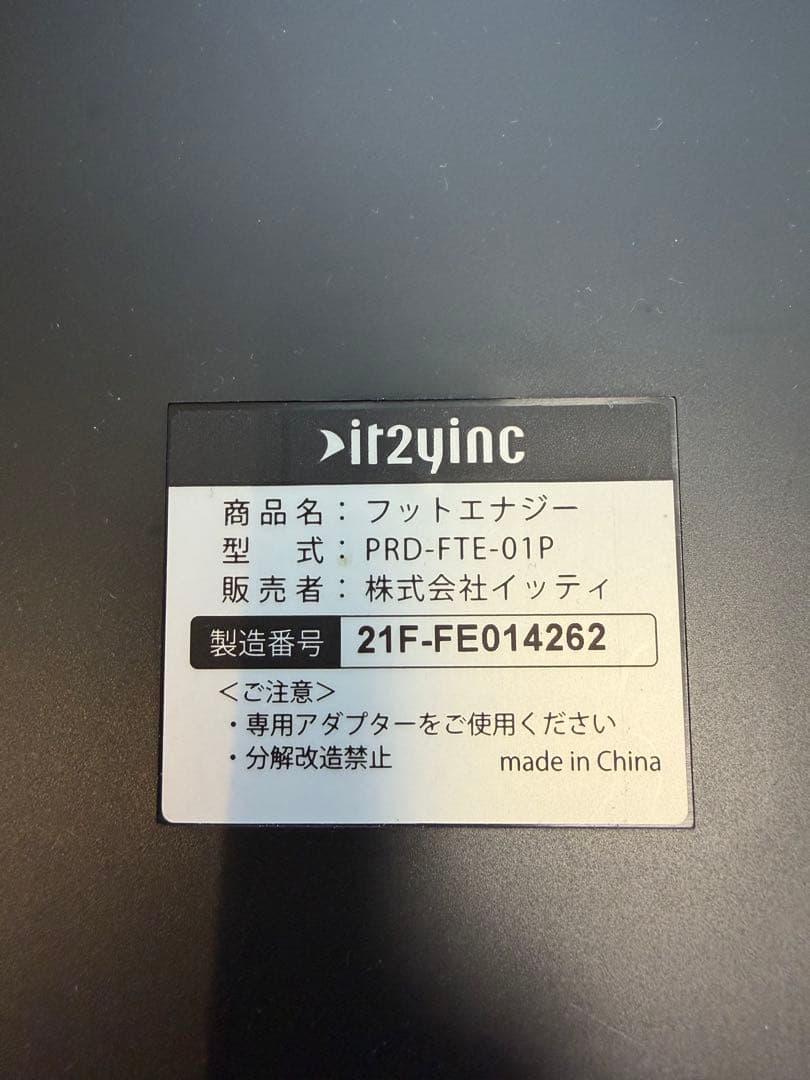 it2yinc
商品名：フットエナジー
型　式：PRD-FTE-01P
販売者：株式会社イッティ
製造番号 21F-FE014262
＜ご注意＞
・専用アダプターをご使用ください
・分解改造禁止 made in China